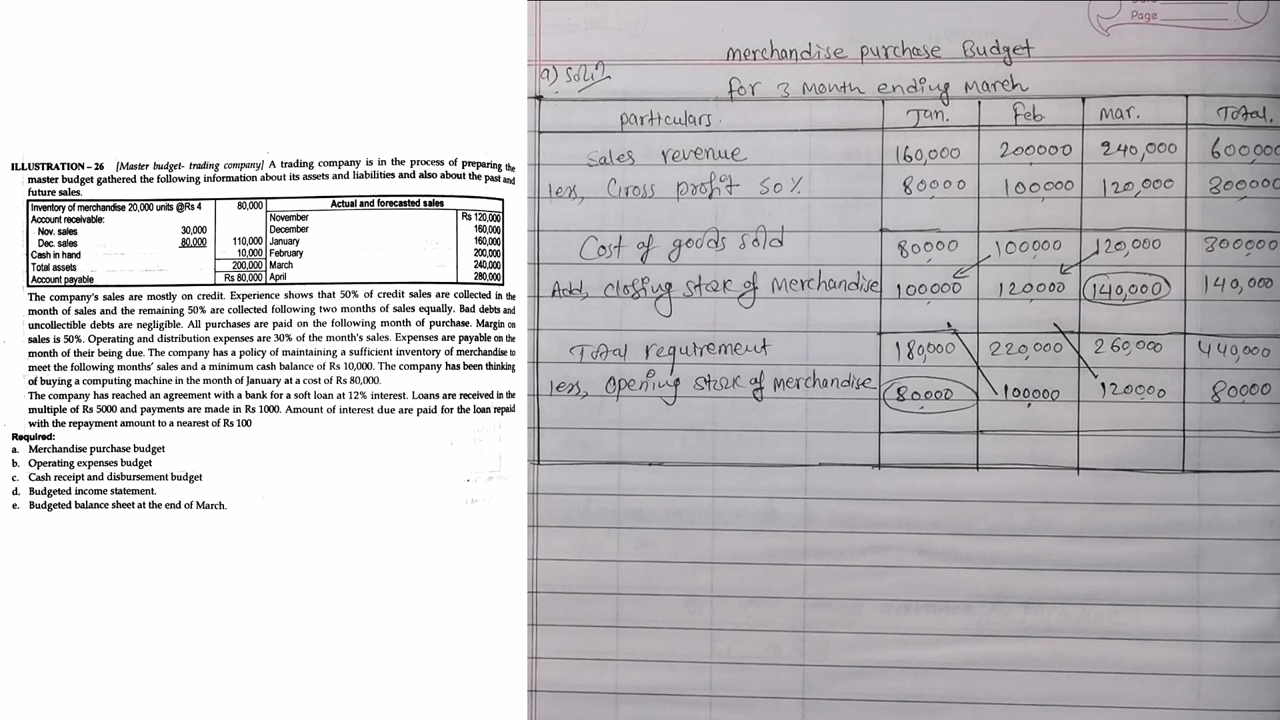 ILLUSTRATION – 26 [Master budget- trading company] A trading company is in the process of preparing the
master budget gathered the following information about its assets and liabilities and also about the past and
future sales.
Inventory of merchandise 20,000 units @Rs 4 80,000 Actual and forecasted sales
Account receivable: November Rs 120,000
Nov. sales 30,000 December 160,000
Dec. sales 80,000 110,000 January 160,000
Cash in hand 10,000 February 200,000
Total assets 200,000 March 240,000
Account payable Rs 80,000 April 280,000
The company's sales are mostly on credit. Experience shows that 50% of credit sales are collected in the
month of sales and the remaining 50% are collected following two months of sales equally. Bad debts and
uncollectible debts are negligible. All purchases are paid on the following month of purchase. Margin on
sales is 50%. Operating and distribution expenses are 30% of the month's sales. Expenses are payable on the
month of their being due. The company has a policy of maintaining a sufficient inventory of merchandise to
meet the following months' sales and a minimum cash balance of Rs 10,000. The company has been thinking
of buying a computing machine in the month of January at a cost of Rs 80,000.
The company has reached an agreement with a bank for a soft loan at 12% interest. Loans are received in the
multiple of Rs 5000 and payments are made in Rs 1000. Amount of interest due are paid for the loan repaid
with the repayment amount to a nearest of Rs 100
Required:
a. Merchandise purchase budget
b. Operating expenses budget
c. Cash receipt and disbursement budget
d. Budgeted income statement.
e. Budgeted balance sheet at the end of March.
Page
merchandise purchase Budget
a) Solⁿ
for 3 month ending march
particulars. Jan. Feb mar. Total.
Sales revenue 160,000 200000 240,000 600000
less, Gross profit 50% 80000 100000 120,000 300000
Cost of goods sold 80000 100000 120,000 300000
Add, clossing stock of merchandise 100000 120000 140,000 140,000
Total requirement 180,000 220,000 260,000 440,000
less, opening stock of merchandise 80000 100000 120000 80000